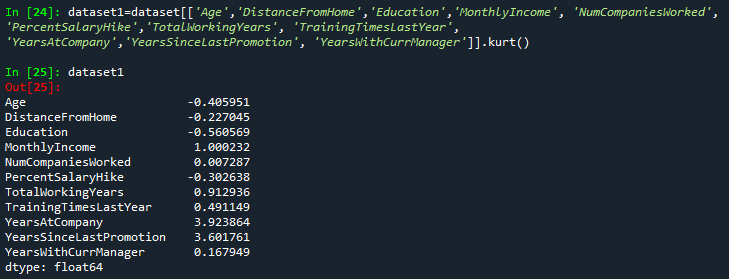 In [24]: dataset1=dataset[['Age','DistanceFromHome','Education','MonthlyIncome', 'NumCompaniesWorked',
'PercentSalaryHike','TotalWorkingYears', 'TrainingTimesLastYear',
'YearsAtCompany','YearsSinceLastPromotion', 'YearsWithCurrManager']].kurt()
In [25]: dataset1
Out[25]:
Age -0.405951
DistanceFromHome -0.227045
Education -0.560569
MonthlyIncome 1.000232
NumCompaniesWorked 0.007287
PercentSalaryHike -0.302638
TotalWorkingYears 0.912936
TrainingTimesLastYear 0.491149
YearsAtCompany 3.923864
YearsSinceLastPromotion 3.601761
YearsWithCurrManager 0.167949
dtype: float64